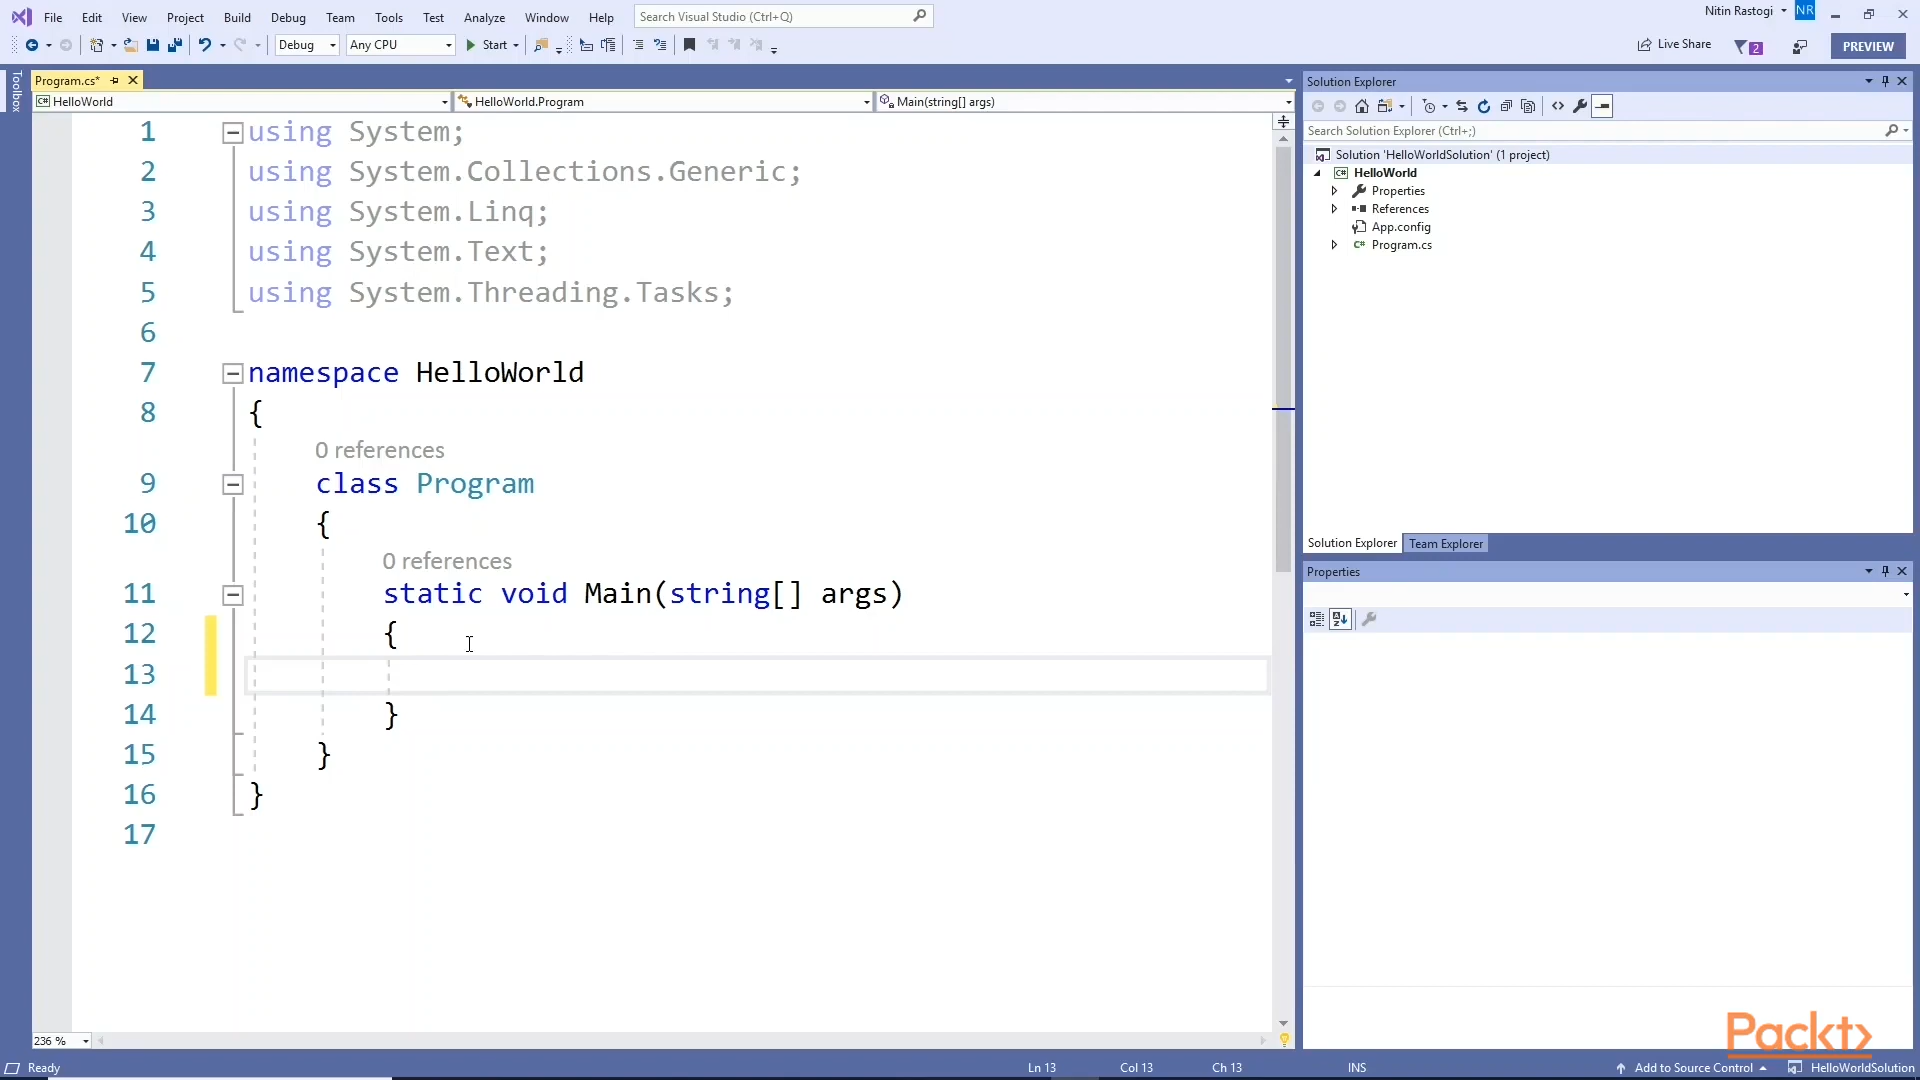 File Edit View Project Build Debug Team Tools Test Analyze Window Help Search Visual Studio (Ctrl+Q) Nitin Rastogi NR
Debug Any CPU Start Live Share 2 PREVIEW
Toolbox
Program.cs*
HelloWorld HelloWorld.Program Main(string[] args)
1 using System;
2 using System.Collections.Generic;
3 using System.Linq;
4 using System.Text;
5 using System.Threading.Tasks;
6
7 namespace HelloWorld
8 {
0 references
9 class Program
10 {
0 references
11 static void Main(string[] args)
12 {
13
14 }
15 }
16 }
17
236 %
Solution Explorer
Search Solution Explorer (Ctrl+;)
Solution 'HelloWorldSolution' (1 project)
C# HelloWorld
Properties
References
App.config
C# Program.cs
Solution Explorer Team Explorer
Properties
Packt>
Ready Ln 13 Col 13 Ch 13 INS Add to Source Control HelloWorldSolution